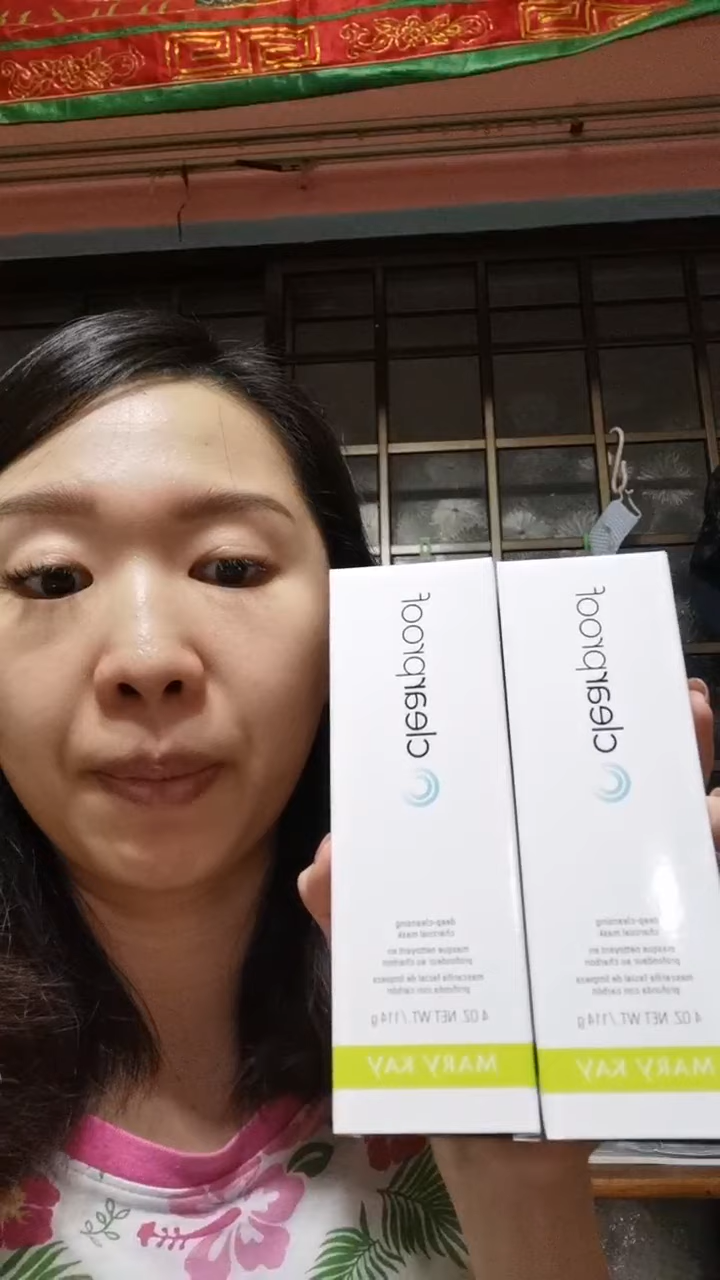 clearproof
deep-cleansing
charcoal mask
masque nettoyant en
profondeur au charbon
mascarilla facial de limpieza
profunda con carbón
4 OZ. NET WT. / 114 g
MARY KAY
clearproof
deep-cleansing
charcoal mask
masque nettoyant en
profondeur au charbon
mascarilla facial de limpieza
profunda con carbón
4 OZ. NET WT. / 114 g
MARY KAY